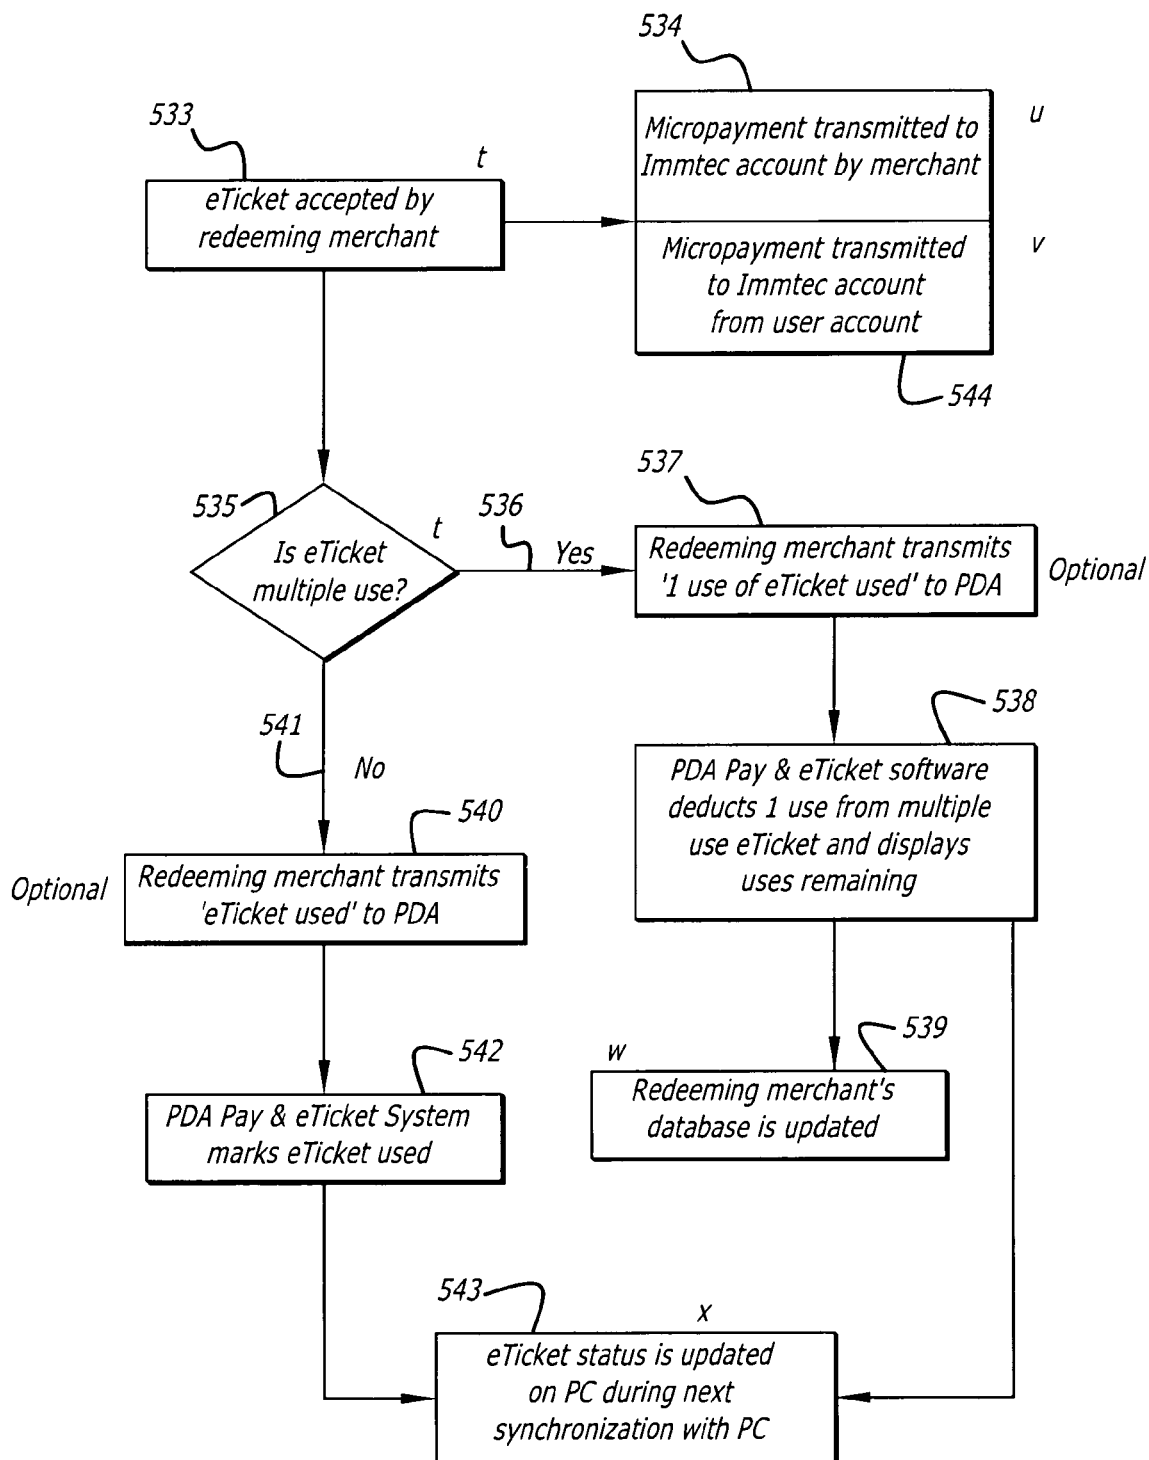 534
533
t
u
Micropayment transmitted to
Immtec account by merchant
eTicket accepted by
redeeming merchant
v
Micropayment transmitted
to Immtec account
from user account
544
537
535
t
536
Is eTicket
multiple use?
Yes
Redeeming merchant transmits
'1 use of eTicket used' to PDA
Optional
541
No
538
PDA Pay & eTicket software
deducts 1 use from multiple
use eTicket and displays
uses remaining
540
Optional
Redeeming merchant transmits
'eTicket used' to PDA
539
w
Redeeming merchant's
database is updated
542
PDA Pay & eTicket System
marks eTicket used
543
x
eTicket status is updated
on PC during next
synchronization with PC